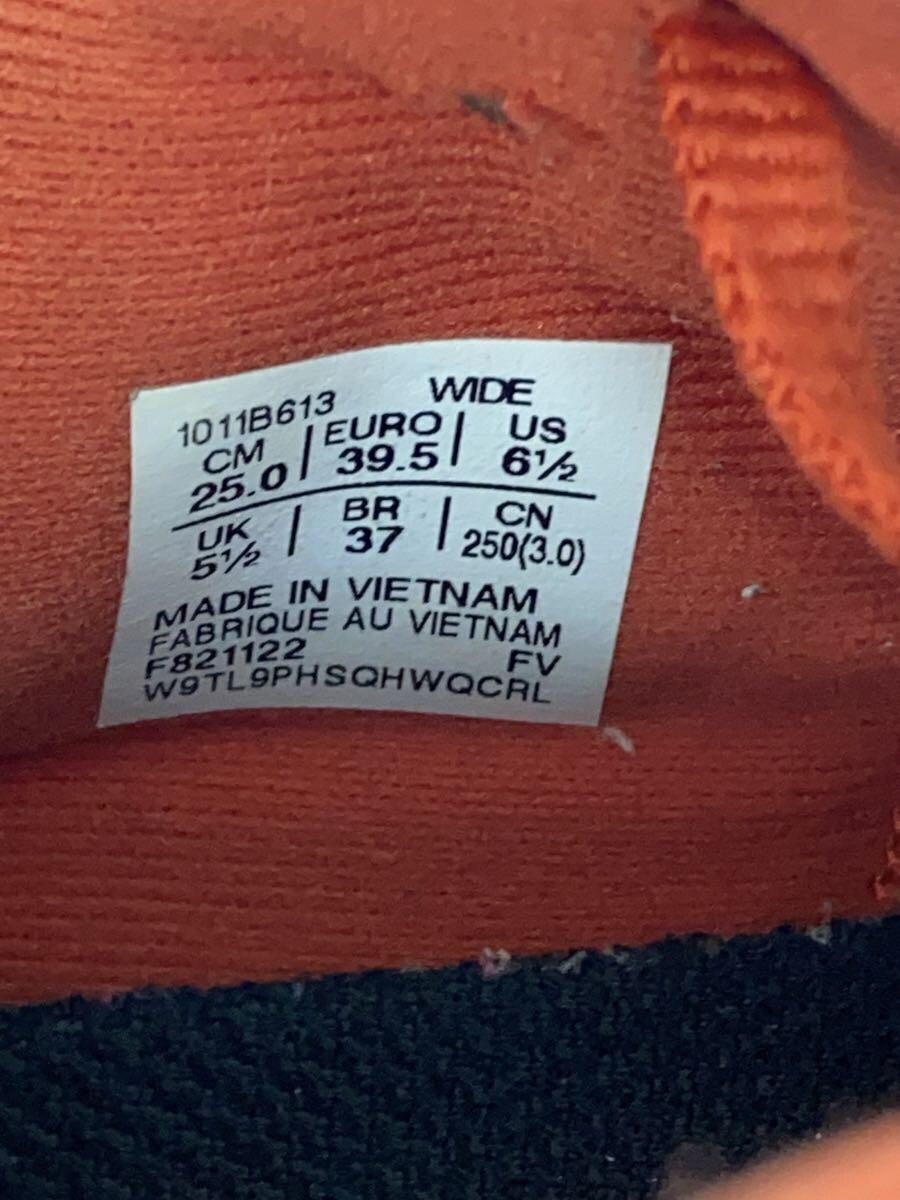 1011B613 WIDE
CM | EURO | US
25.0 | 39.5 | 6½
UK | BR | CN
5½ | 37 | 250(3.0)
MADE IN VIETNAM
FABRIQUE AU VIETNAM
F821122 FV
W9TL9PHSQHWQCRL